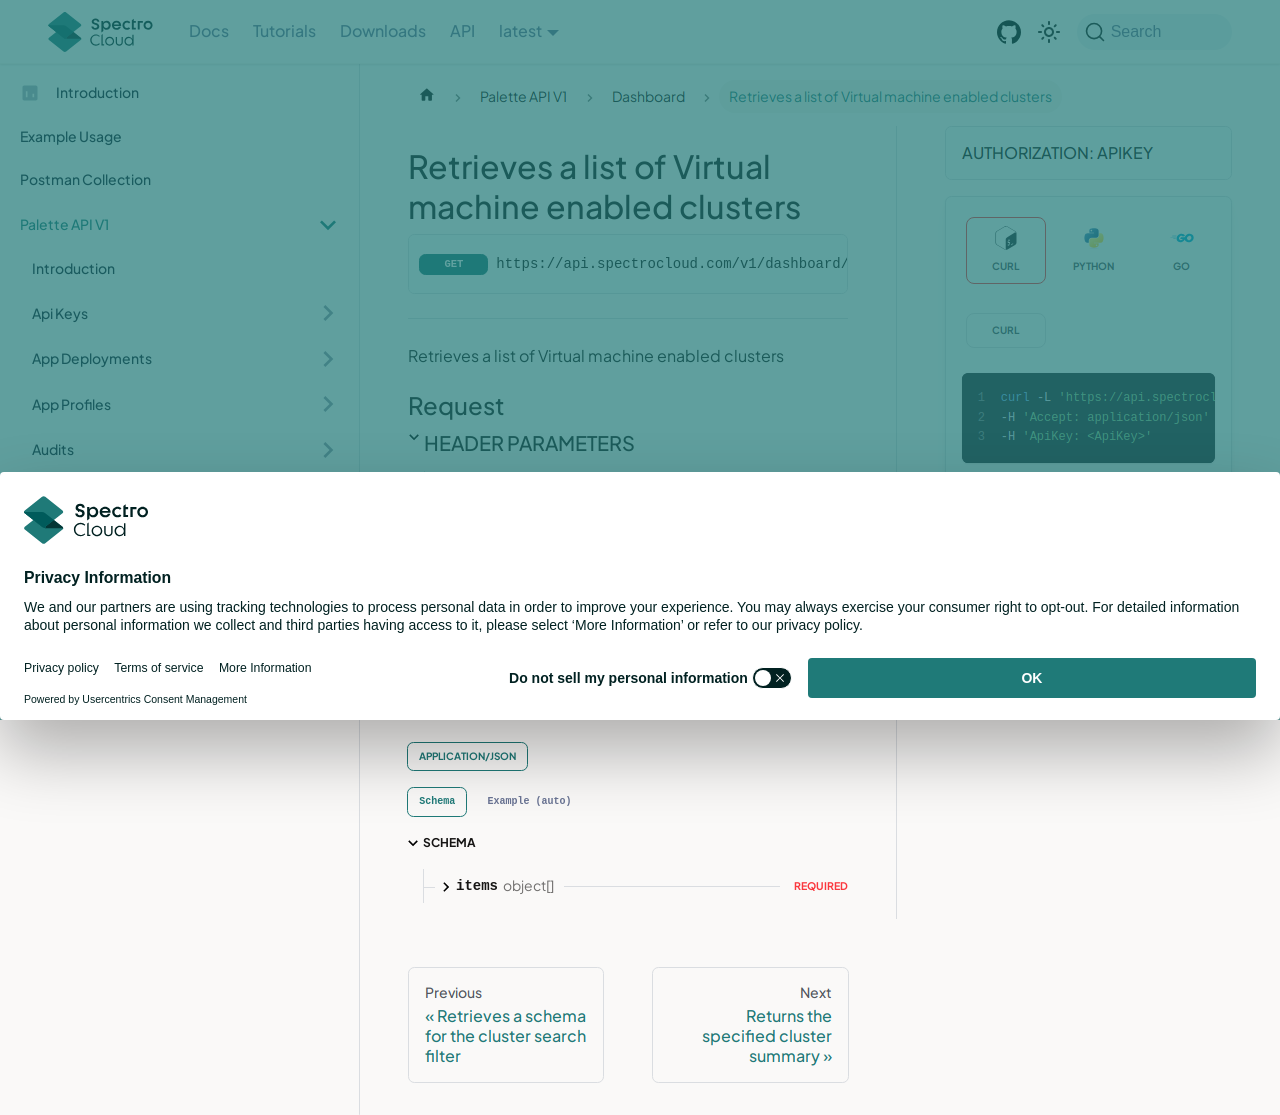 Spectro Cloud
Docs
Tutorials
Downloads
API
latest
Search
Introduction
Example Usage
Postman Collection
Palette API V1
Introduction
Api Keys
App Deployments
App Profiles
Audits
Palette API V1
Dashboard
Retrieves a list of Virtual machine enabled clusters
Retrieves a list of Virtual
machine enabled clusters
GET https://api.spectrocloud.com/v1/dashboard/
Retrieves a list of Virtual machine enabled clusters
Request
HEADER PARAMETERS
AUTHORIZATION: APIKEY
CURL
PYTHON
GO
CURL
1 curl -L 'https://api.spectrocl
2 -H 'Accept: application/json'
3 -H 'ApiKey: <ApiKey>'
Spectro
Cloud
Privacy Information
We and our partners are using tracking technologies to process personal data in order to improve your experience. You may always exercise your consumer right to opt-out. For detailed information
about personal information we collect and third parties having access to it, please select ‘More Information’ or refer to our privacy policy.
Privacy policy
Terms of service
More Information
Do not sell my personal information
OK
Powered by Usercentrics Consent Management
APPLICATION/JSON
Schema
Example (auto)
SCHEMA
items object[]
REQUIRED
Previous
« Retrieves a schema
for the cluster search
filter
Next
Returns the
specified cluster
summary »